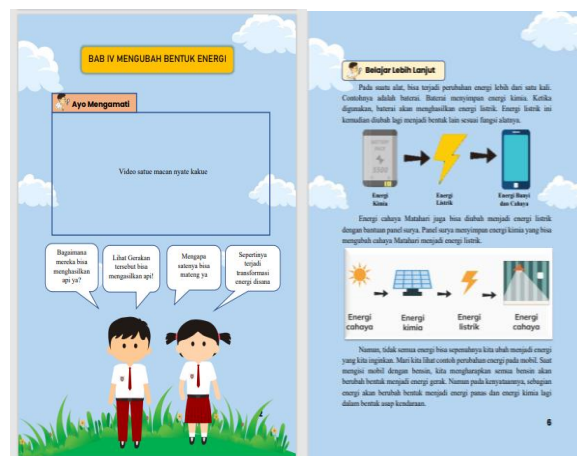 BAB IV MENGUBAH BENTUK ENERGI
Ayo Mengamati
Video satue macan nyate kakue
Bagaimana
mereka bisa
menghasilkan
api ya?
Lihat Gerakan
tersebut bisa
mengasilkan api!
Mengapa
satenya bisa
mateng ya
Sepertinya
terjadi
transformasi
energi disana
Belajar Lebih Lanjut
Pada suatu alat, bisa terjadi perubahan energi lebih dari satu kali.
Contohnya adalah baterai. Baterai menyimpan energi kimia. Ketika
digunakan, baterai akan menghasilkan energi listrik. Energi listrik ini
kemudian diubah lagi menjadi bentuk lain sesuai fungsi alatnya.
Energi
Kimia
Energi
Listrik
Energi Bunyi
dan Cahaya
Energi cahaya Matahari juga bisa diubah menjadi energi listrik
dengan bantuan panel surya. Panel surya menyimpan energi kimia yang bisa
mengubah cahaya Matahari menjadi energi listrik.
Energi
cahaya
Energi
kimia
Energi
listrik
Energi
cahaya
Namun, tidak semua energi bisa sepenuhnya kita ubah menjadi energi
yang kita inginkan. Mari kita lihat contoh perubahan energi pada mobil. Saat
mengisi mobil dengan bensin, kita mengharapkan semua bensin akan
berubah bentuk menjadi energi gerak. Namun pada kenyataannya, sebagian
energi akan berubah bentuk menjadi energi panas dan energi kimia lagi
dalam bentuk asap kendaraan.
6